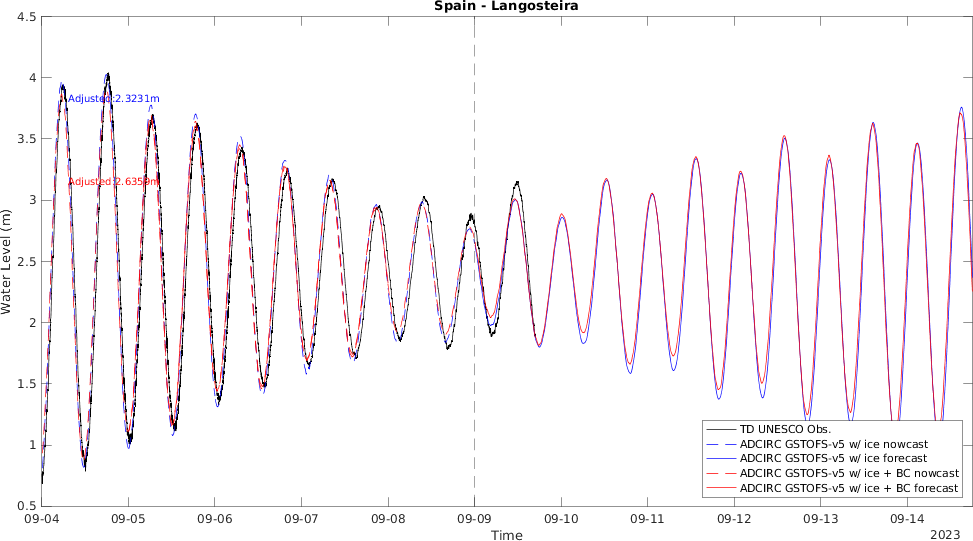 Spain - Langosteira
4.5
4
3.5
3
2.5
2
1.5
1
0.5
Water Level (m)
Adjusted:2.3231m
Adjusted:2.6359m
TD UNESCO Obs.
ADCIRC GSTOFS-v5 w/ ice nowcast
ADCIRC GSTOFS-v5 w/ ice forecast
ADCIRC GSTOFS-v5 w/ ice + BC nowcast
ADCIRC GSTOFS-v5 w/ ice + BC forecast
09-04 09-05 09-06 09-07 09-08 09-09 09-10 09-11 09-12 09-13 09-14
Time
2023